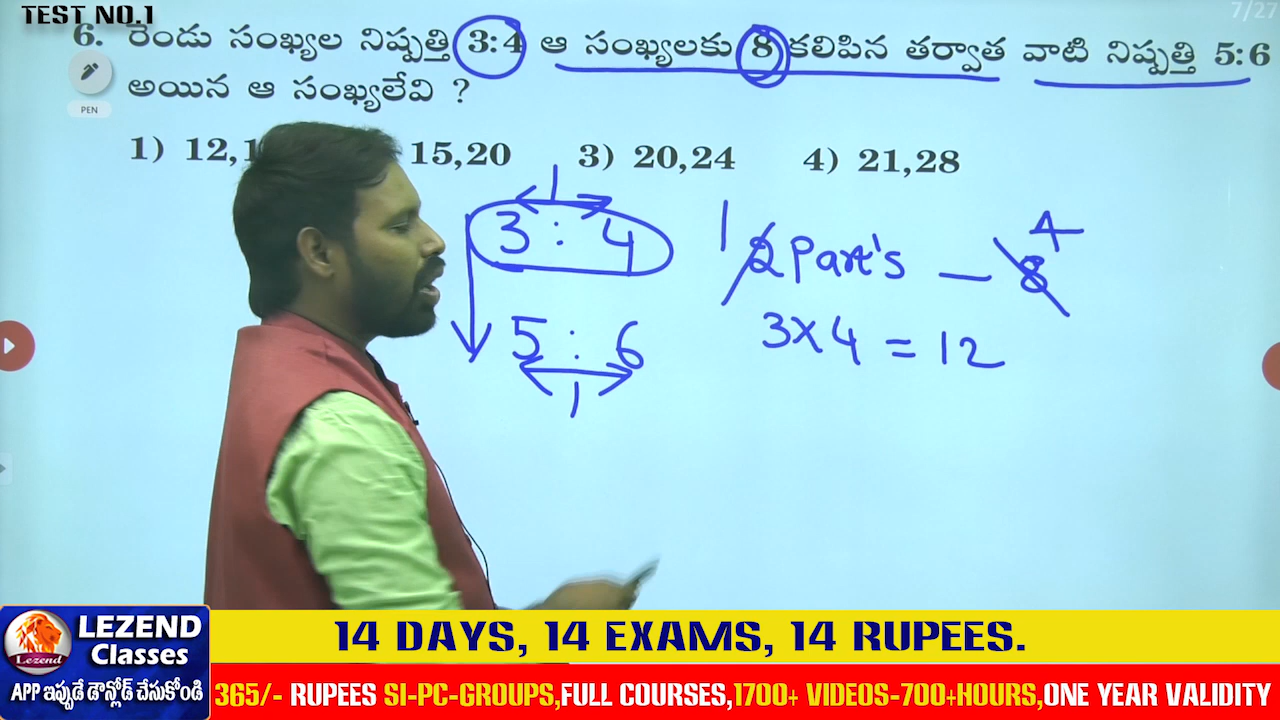 TEST NO.1
7/27
6. రెండు సంఖ్యల నిష్పత్తి 3:4 ఆ సంఖ్యలకు 8 కలిపిన తర్వాత వాటి నిష్పత్తి 5:6
అయిన ఆ సంఖ్యలేవి ?
PEN
1) 12,1 15,20 3) 20,24 4) 21,28
1
3 : 4
1 2 Part's — 8 4
5 : 6
3x4 = 12
1
LEZEND
Classes
Lezend
APP ఇప్పుడే డౌన్లోడ్ చేసుకోండి
14 DAYS, 14 EXAMS, 14 RUPEES.
365/- RUPEES SI-PC-GROUPS,FULL COURSES,1700+ VIDEOS-700+HOURS,ONE YEAR VALIDITY